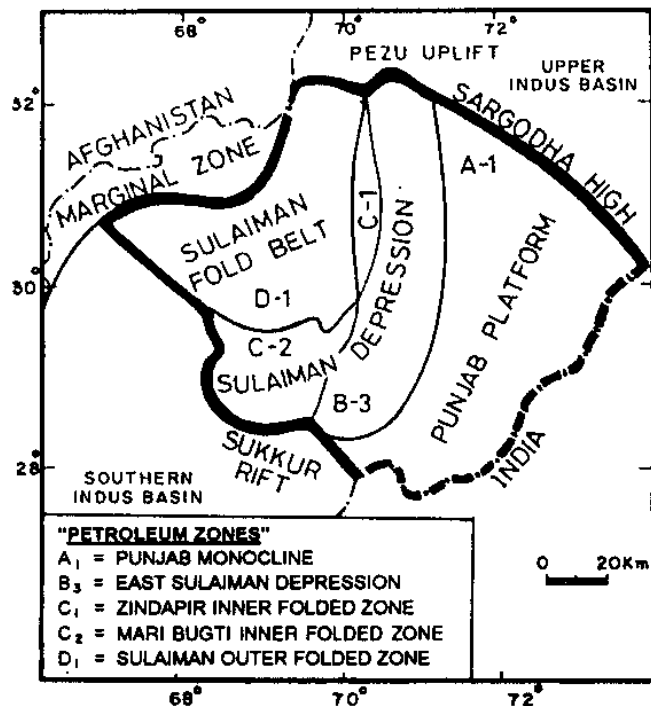 68°
70°
72°
PEZU UPLIFT
UPPER
INDUS BASIN
32°
AFGHANISTAN
MARGINAL ZONE
SARGODHA HIGH
A-1
C-1
SULAIMAN
FOLD BELT
DEPRESSION
PUNJAB PLATFORM
30°
D-1
C-2
SULAIMAN
B-3
SUKKUR
RIFT
INDIA
28°
SOUTHERN
INDUS BASIN
"PETROLEUM ZONES"
A₁ = PUNJAB MONOCLINE
B₃ = EAST SULAIMAN DEPRESSION
C₁ = ZINDAPIR INNER FOLDED ZONE
C₂ = MARI BUGTI INNER FOLDED ZONE
D₁ = SULAIMAN OUTER FOLDED ZONE
0 20Km
68°
70°
72°